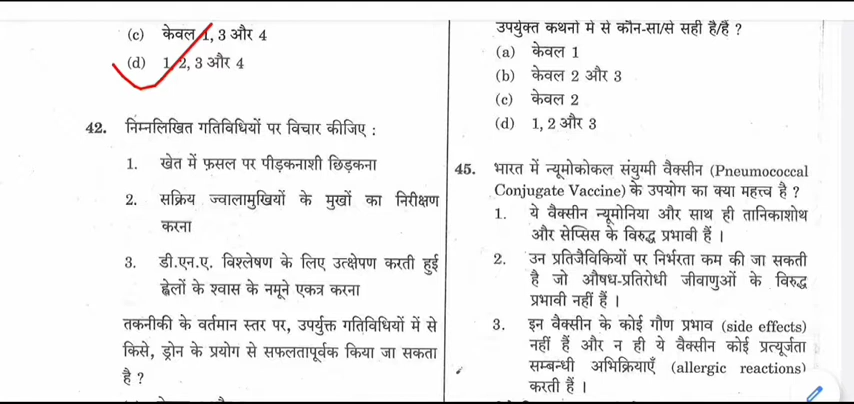 (c) केवल 1, 3 और 4
(d) 1, 2, 3 और 4
42. निम्नलिखित गतिविधियों पर विचार कीजिए :
1. खेत में फ़सल पर पीड़कनाशी छिड़कना
2. सक्रिय ज्वालामुखियों के मुखों का निरीक्षण
करना
3. डी.एन.ए. विश्लेषण के लिए उत्क्षेपण करती हुई
ह्वेलों के श्वास के नमूने एकत्र करना
तकनीकी के वर्तमान स्तर पर, उपर्युक्त गतिविधियों में से
किसे, ड्रोन के प्रयोग से सफलतापूर्वक किया जा सकता
है ?
उपर्युक्त कथनों में से कौन-सा/से सही है/हैं ?
(a) केवल 1
(b) केवल 2 और 3
(c) केवल 2
(d) 1, 2 और 3
45. भारत में न्यूमोकोकल संयुग्मी वैक्सीन (Pneumococcal
Conjugate Vaccine) के उपयोग का क्या महत्त्व है ?
1. ये वैक्सीन न्यूमोनिया और साथ ही तानिकाशोथ
और सेप्सिस के विरुद्ध प्रभावी हैं ।
2. उन प्रतिजैविकियों पर निर्भरता कम की जा सकती
है जो औषध-प्रतिरोधी जीवाणुओं के विरुद्ध
प्रभावी नहीं हैं ।
3. इन वैक्सीन के कोई गौण प्रभाव (side effects)
नहीं हैं और न ही ये वैक्सीन कोई प्रत्यूर्जता
सम्बन्धी अभिक्रियाएँ (allergic reactions)
करती हैं ।